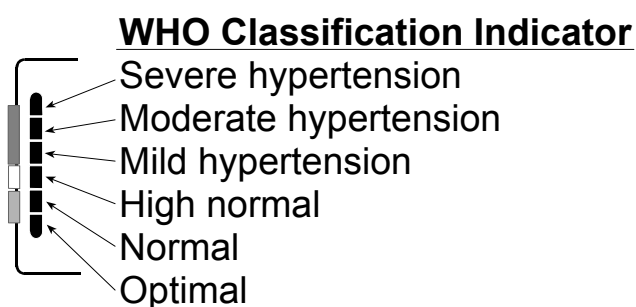 WHO Classification Indicator
Severe hypertension
Moderate hypertension
Mild hypertension
High normal
Normal
Optimal